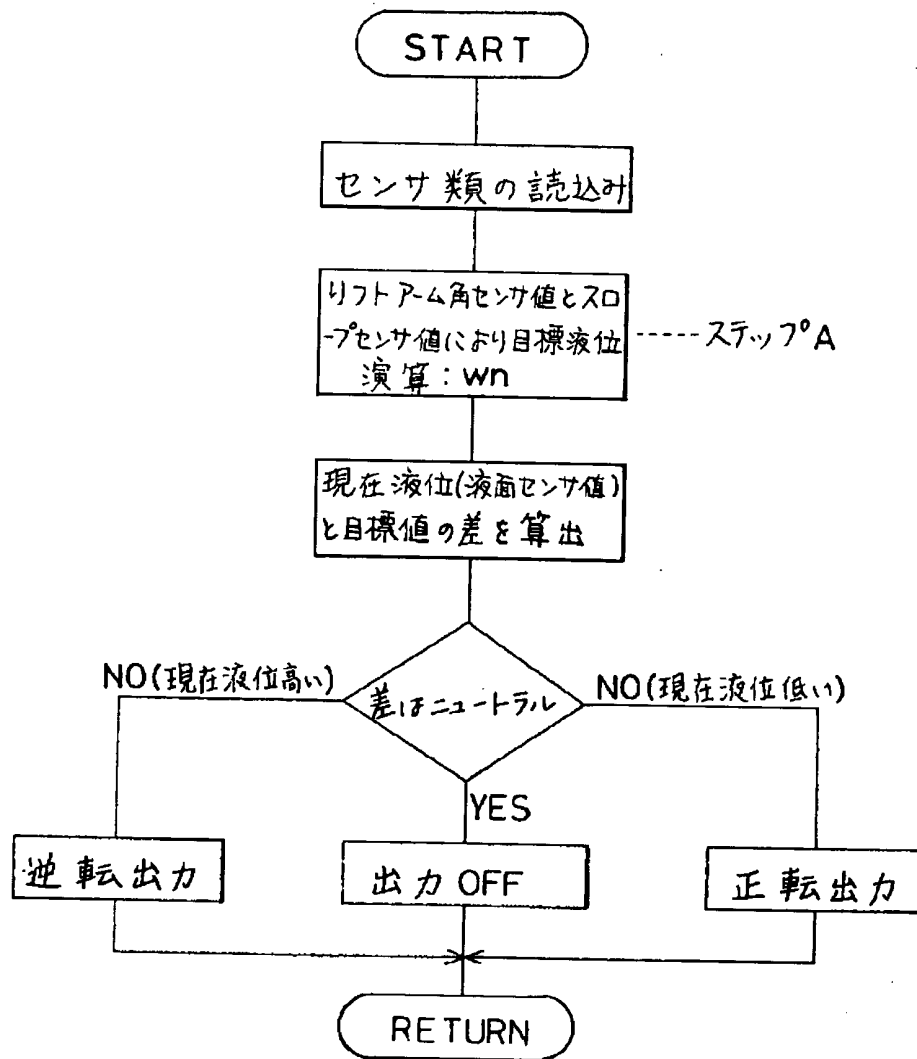 START
センサ類の読込み
リフトアーム角センサ値とスロ
ープセンサ値により目標液位
演算：wn
-----ステップA
現在液位(液面センサ値)
と目標値の差を算出
NO(現在液位高い)
差はニュートラル
NO(現在液位低い)
YES
逆転出力
出力OFF
正転出力
RETURN